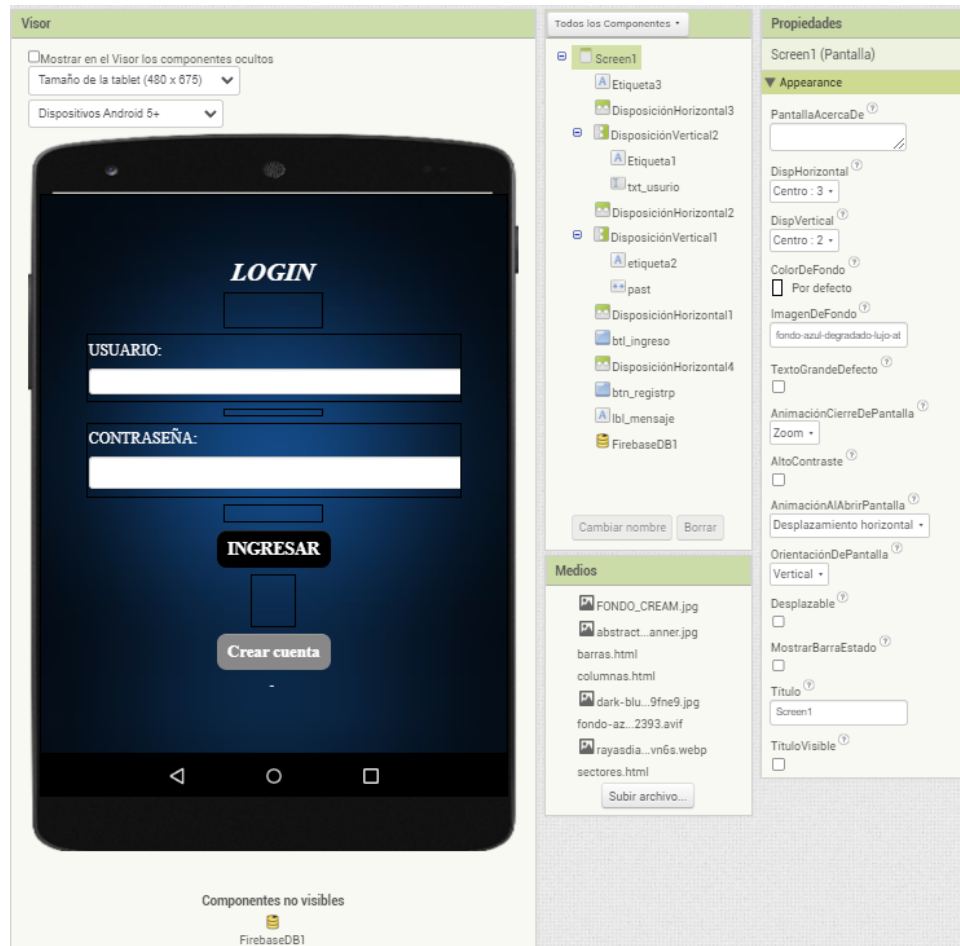 Visor
Mostrar en el Visor los componentes ocultos
Tamaño de la tablet (480 x 675)
Dispositivos Android 5+
LOGIN
USUARIO:
CONTRASEÑA:
INGRESAR
Crear cuenta
-
Componentes no visibles
FirebaseDB1
Todos los Componentes
Screen1
Etiqueta3
DisposiciónHorizontal3
DisposiciónVertical2
Etiqueta1
txt_usurio
DisposiciónHorizontal2
DisposiciónVertical1
etiqueta2
past
DisposiciónHorizontal1
btl_ingreso
DisposiciónHorizontal4
btn_registrp
lbl_mensaje
FirebaseDB1
Cambiar nombre Borrar
Medios
FONDO_CREAM.jpg
abstract...anner.jpg
barras.html
columnas.html
dark-blu...9fne9.jpg
fondo-az...2393.avif
rayasdia...vn6s.webp
sectores.html
Subir archivo...
Propiedades
Screen1 (Pantalla)
Appearance
PantallaAcercaDe ?
DispHorizontal ?
Centro : 3
DispVertical ?
Centro : 2
ColorDeFondo ?
Por defecto
ImagenDeFondo ?
fondo-azul-degradado-lujo-al
TextoGrandeDefecto ?
AnimaciónCierreDePantalla ?
Zoom
AltoContraste ?
AnimaciónAlAbrirPantalla ?
Desplazamiento horizontal
OrientaciónDePantalla ?
Vertical
Desplazable ?
MostrarBarraEstado ?
Título ?
Screen1
TítuloVisible ?